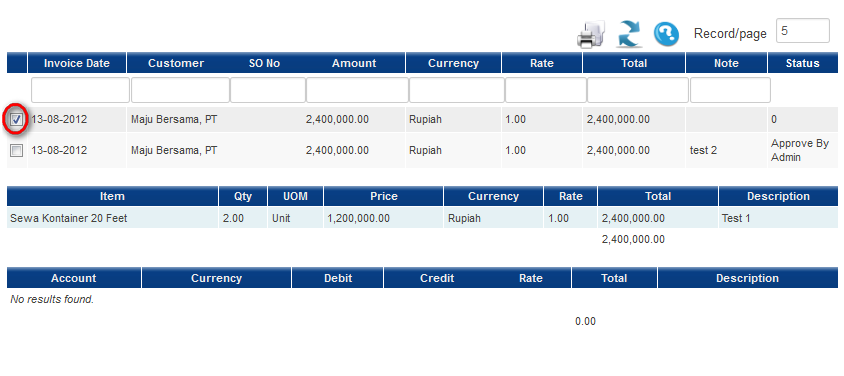 Record/page 5
Invoice Date Customer SO No Amount Currency Rate Total Note Status
13-08-2012 Maju Bersama, PT 2,400,000.00 Rupiah 1.00 2,400,000.00 0
13-08-2012 Maju Bersama, PT 2,400,000.00 Rupiah 1.00 2,400,000.00 test 2 Approve By
Admin
Item Qty UOM Price Currency Rate Total Description
Sewa Kontainer 20 Feet 2.00 Unit 1,200,000.00 Rupiah 1.00 2,400,000.00 Test 1
2,400,000.00
Account Currency Debit Credit Rate Total Description
No results found.
0.00